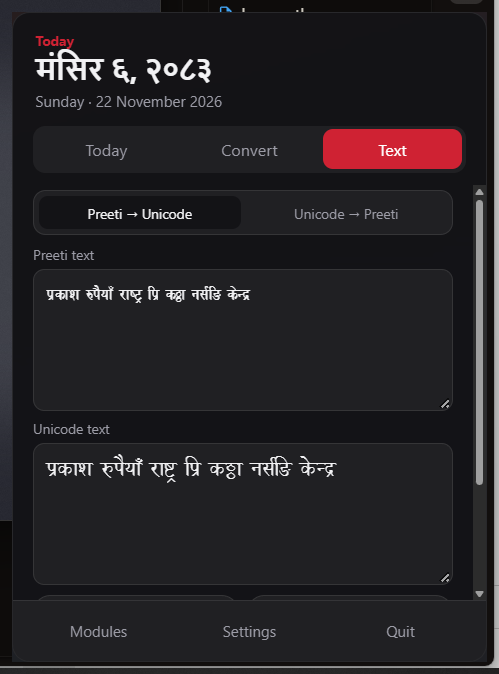 Today
मंसिर ६, २०८३
Sunday · 22 November 2026
Today
Convert
Text
Preeti → Unicode
Unicode → Preeti
Preeti text
प्रकाश रुपैयाँ राष्ट्र प्रि कठ्ठा नर्सिङ केन्द्र
Unicode text
प्रकाश रुपैयाँ राष्ट्र प्रि कठ्ठा नर्सिङ केन्द्र
Modules
Settings
Quit